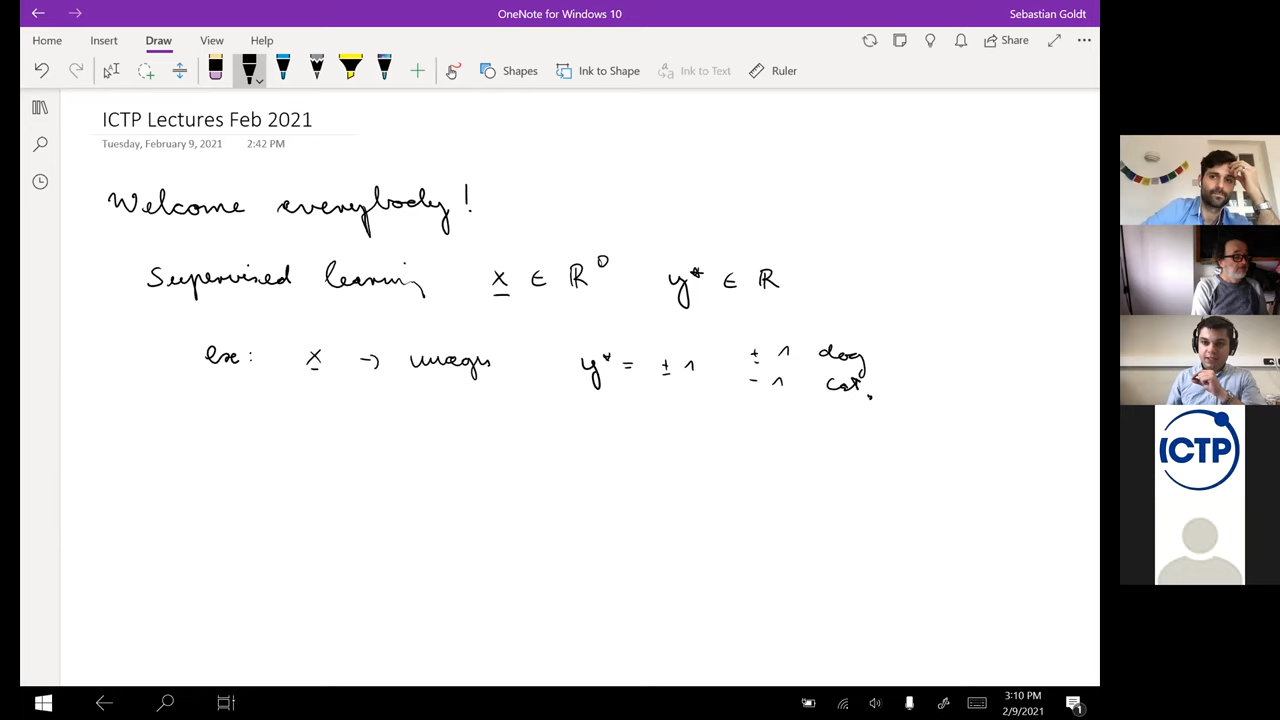 OneNote for Windows 10
Sebastian Goldt
Home Insert Draw View Help
Share
Shapes Ink to Shape Ink to Text Ruler
ICTP Lectures Feb 2021
Tuesday, February 9, 2021 2:42 PM
Welcome everybody!
Supervised learning x ∈ ℝᴰ y* ∈ ℝ
ex: x → images y* = ± 1 + 1 dog
- 1 cat.
ICTP
3:10 PM
2/9/2021
1